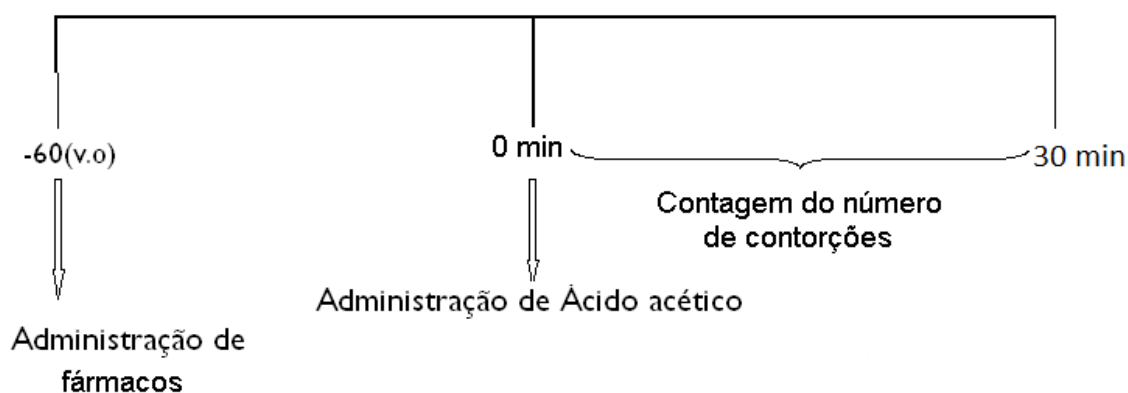 -60(v.o)
0 min
30 min
Contagem do número
de contorções
Administração de Ácido acético
Administração de
fármacos